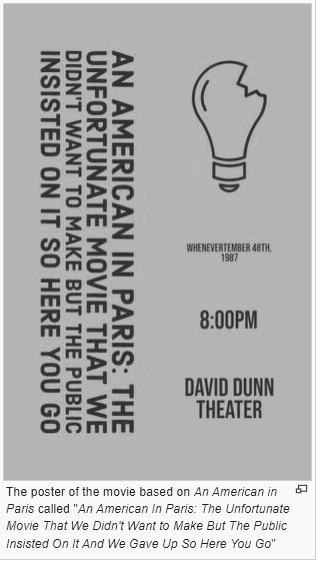 AN AMERICAN IN PARIS: THE
UNFORTUNATE MOVIE THAT WE
DIDN'T WANT TO MAKE BUT THE PUBLIC
INSISTED ON IT SO HERE YOU GO
WHENEVERTEMBER 48TH,
1987
8:00PM
DAVID DUNN
THEATER
The poster of the movie based on An American in
Paris called "An American In Paris: The Unfortunate
Movie That We Didn't Want to Make But The Public
Insisted On It And We Gave Up So Here You Go"